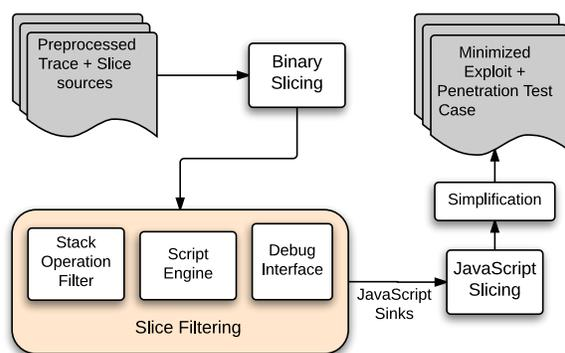 Preprocessed
Trace + Slice
sources
Binary
Slicing
Minimized
Exploit +
Penetration Test
Case
Simplification
Stack
Operation
Filter
Script
Engine
Debug
Interface
Slice Filtering
JavaScript
Sinks
JavaScript
Slicing